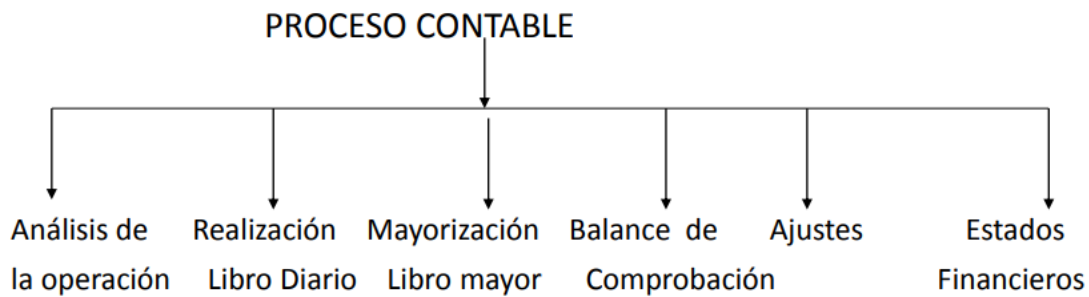 PROCESO CONTABLE
Análisis de Realización Mayorización Balance de Ajustes Estados
la operación Libro Diario Libro mayor Comprobación Financieros